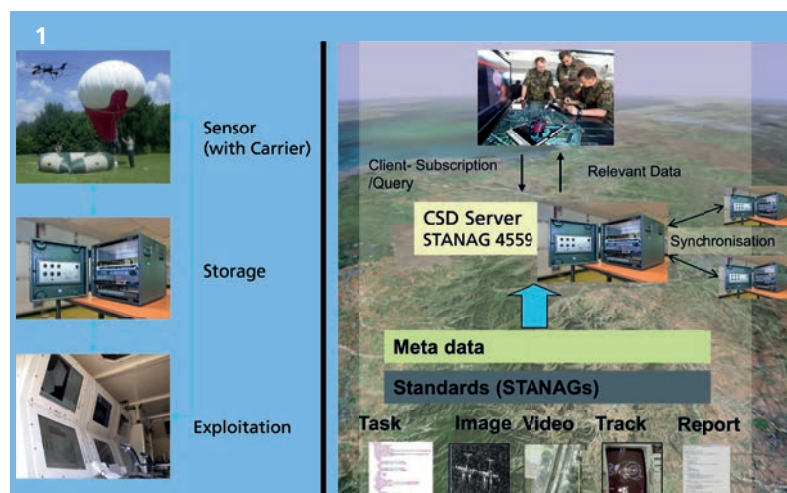 1
Sensor
(with Carrier)
Storage
Exploitation
Client- Subscription
/Query
Relevant Data
CSD Server
STANAG 4559
Synchronisation
Meta data
Standards (STANAGs)
Task
Image
Video
Track
Report